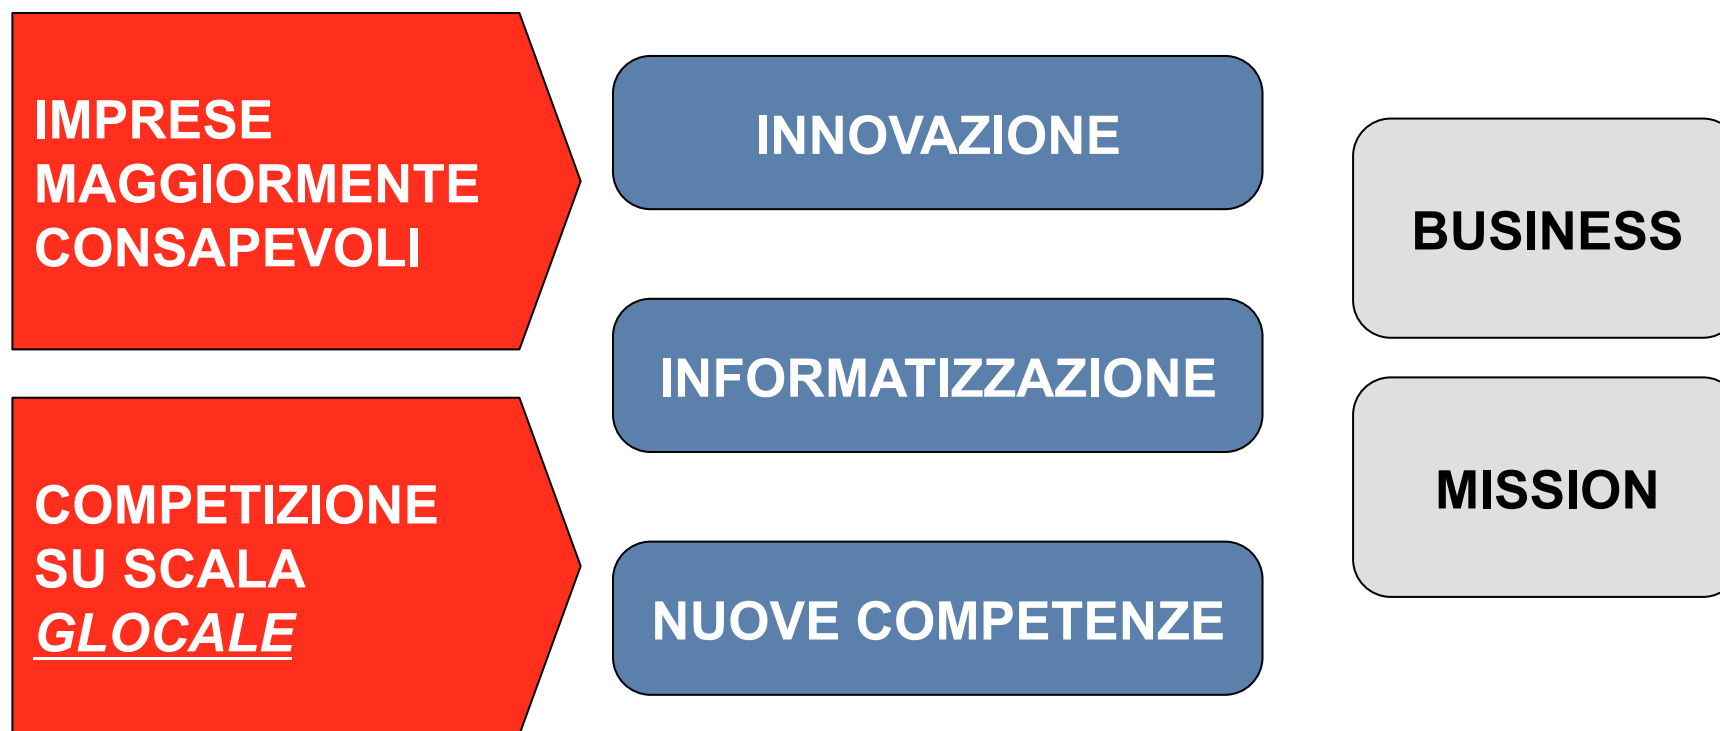 IMPRESE
MAGGIORMENTE
CONSAPEVOLI
COMPETIZIONE
SU SCALA
GLOCALE
INNOVAZIONE
INFORMATIZZAZIONE
NUOVE COMPETENZE
BUSINESS
MISSION